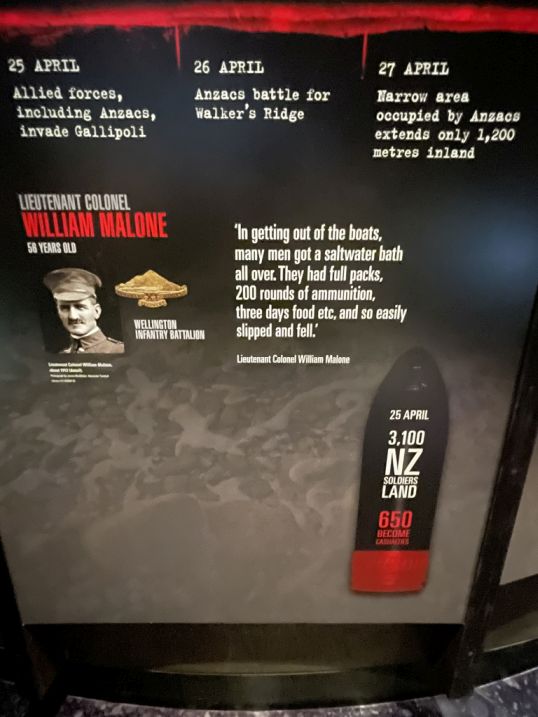 25 APRIL
Allied forces,
including Anzacs,
invade Gallipoli
26 APRIL
Anzacs battle for
Walker's Ridge
27 APRIL
Narrow area
occupied by Anzacs
extends only 1,200
metres inland
LIEUTENANT COLONEL
WILLIAM MALONE
56 YEARS OLD
WELLINGTON
INFANTRY BATTALION
Lieutenant Colonel William Malone,
'In getting out of the boats,
many men got a saltwater bath
all over. They had full packs,
200 rounds of ammunition,
three days food etc, and so easily
slipped and fell.'
Lieutenant Colonel William Malone
25 APRIL
3,100
NZ
SOLDIERS
LAND
650
BECOME
CASUALTIES